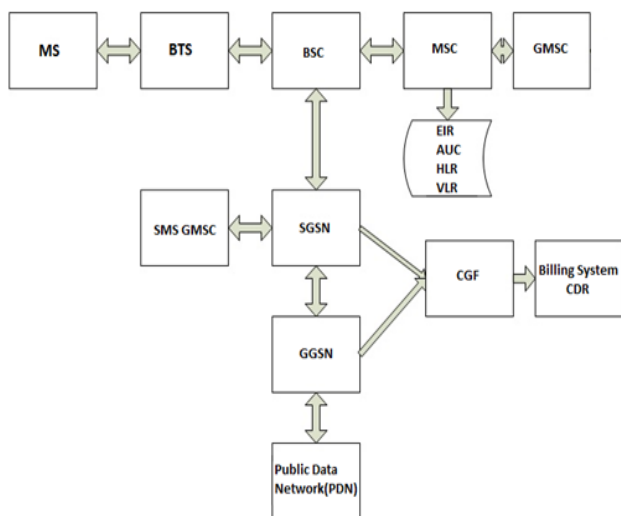 MS
BTS
BSC
MSC
GMSC
EIR
AUC
HLR
VLR
SMS GMSC
SGSN
CGF
Billing System
CDR
GGSN
Public Data
Network(PDN)